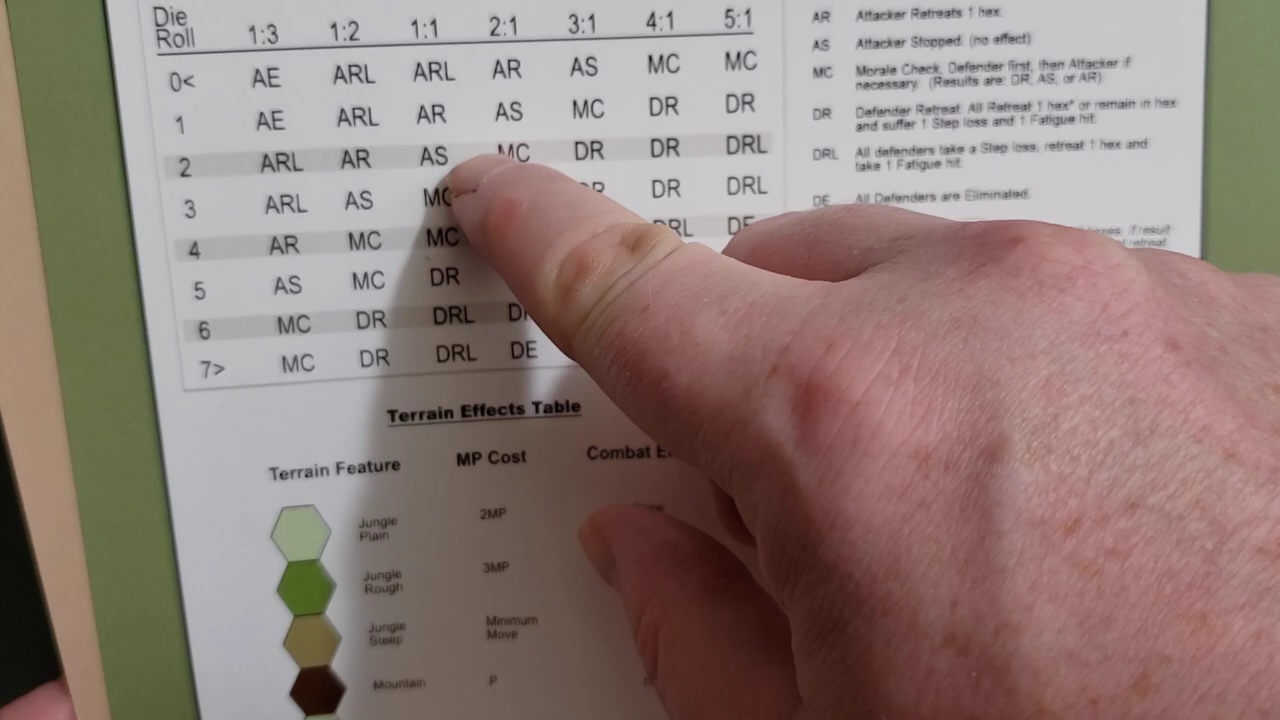 Die
Roll 1:3 1:2 1:1 2:1 3:1 4:1 5:1
0< AE ARL ARL AR AS MC MC
1 AE ARL AR AS MC DR DR
2 ARL AR AS MC DR DR DRL
3 ARL AS MC DR DRL
4 AR MC MC
5 AS MC DR
6 MC DR DRL
7> MC DR DRL DE
AR Attacker Retreats 1 hex.
AS Attacker Stopped. (no effect)
MC Morale Check, Defender first, then Attacker if
necessary. (Results are: DR, AS, or AR)
DR Defender Retreat. All Retreat 1 hex* or remain in hex
and suffer 1 Step loss and 1 Fatigue hit.
DRL All defenders take a Step loss, retreat 1 hex and
take 1 Fatigue hit.
DE All Defenders are Eliminated.
if result
retreat
Terrain Effects Table
Terrain Feature MP Cost Combat
Jungle
Plain 2MP
Jungle
Rough 3MP
Jungle
Steep Minimum
Move
Mountain P